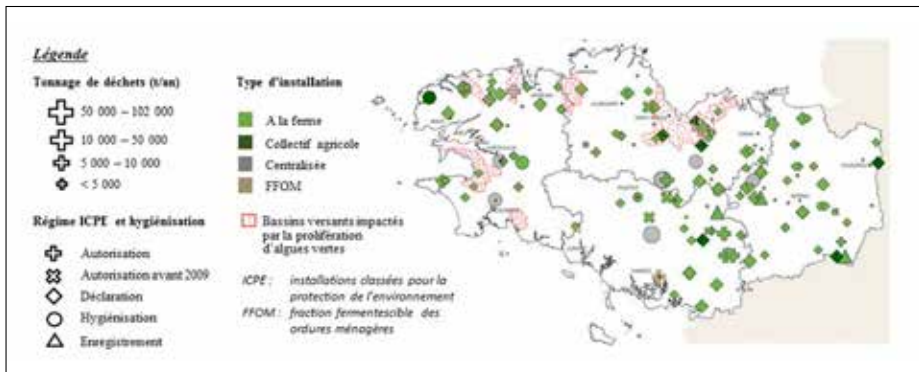 Légende
Tonnage de déchets (t/an)
50 000 – 102 000
10 000 – 50 000
5 000 – 10 000
< 5 000
Régime ICPE et hygiénisation
Autorisation
Autorisation avant 2009
Déclaration
Hygiénisation
Enregistrement
Type d'installation
A la ferme
Collectif agricole
Centralisée
FFOM
Bassins versants impactés
par la prolifération
d'algues vertes
ICPE : installations classées pour la
protection de l'environnement
FFOM : fraction fermentescible des
ordures ménagères